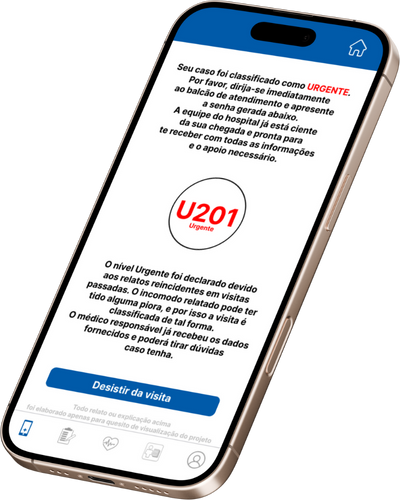 Seu caso foi classificado como URGENTE.
Por favor, dirija-se imediatamente
ao balcão de atendimento e apresente
a senha gerada abaixo.
A equipe do hospital já está ciente
da sua chegada e pronta para
te receber com todas as informações
e o apoio necessário.
U201
Urgente
O nível Urgente foi declarado devido
aos relatos reincidentes em visitas
passadas. O incomodo relatado pode ter
tido alguma piora, e por isso a visita é
classificada de tal forma.
O médico responsável já recebeu os dados
fornecidos e poderá tirar dúvidas
caso tenha.
Desistir da visita
Todo relato ou explicação acima
foi elaborado apenas para quesito de visualização do projeto